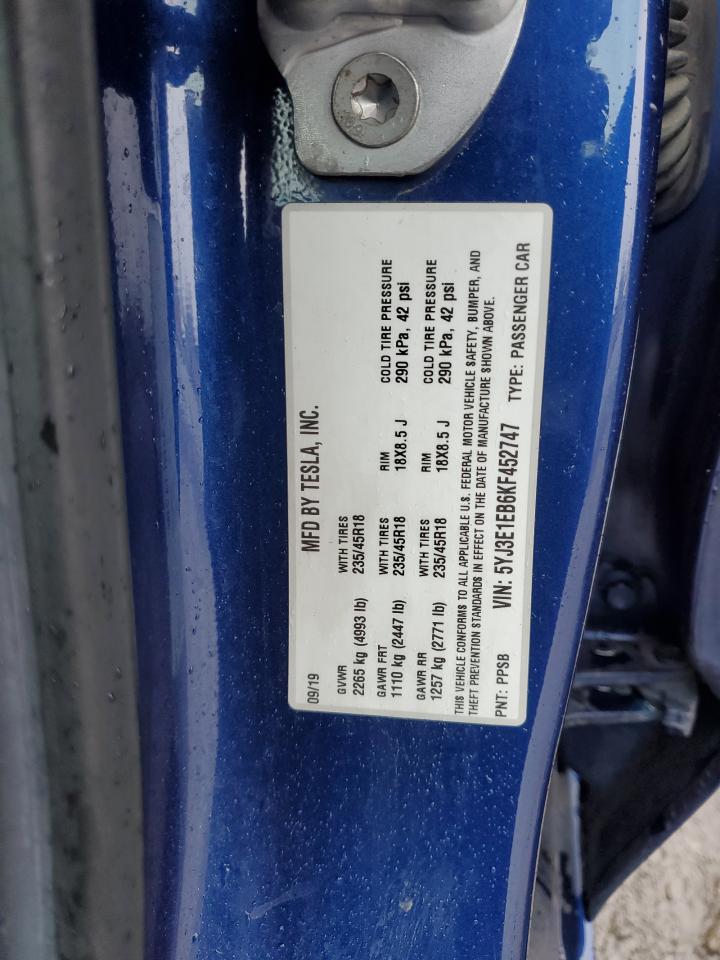 09/19 MFD BY TESLA, INC.
GVWR WITH TIRES
2265 kg (4993 lb) 235/45R18
GAWR FRT WITH TIRES RIM COLD TIRE PRESSURE
1110 kg (2447 lb) 235/45R18 18X8.5 J 290 kPa, 42 psi
GAWR RR WITH TIRES RIM COLD TIRE PRESSURE
1257 kg (2771 lb) 235/45R18 18X8.5 J 290 kPa, 42 psi
THIS VEHICLE CONFORMS TO ALL APPLICABLE U.S. FEDERAL MOTOR VEHICLE SAFETY, BUMPER, AND
THEFT PREVENTION STANDARDS IN EFFECT ON THE DATE OF MANUFACTURE SHOWN ABOVE.
PNT: PPSB VIN: 5YJ3E1EB6KF452747 TYPE: PASSENGER CAR